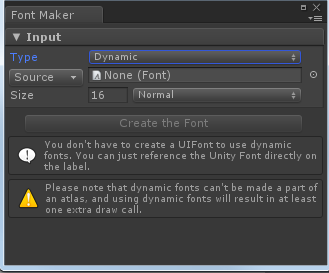 Font Maker
▼ Input
Type Dynamic
Source None (Font)
Size 16 Normal
Create the Font
You don't have to create a UIFont to use dynamic
fonts. You can just reference the Unity Font directly on
the label.
Please note that dynamic fonts can't be made a part of
an atlas, and using dynamic fonts will result in at least
one extra draw call.